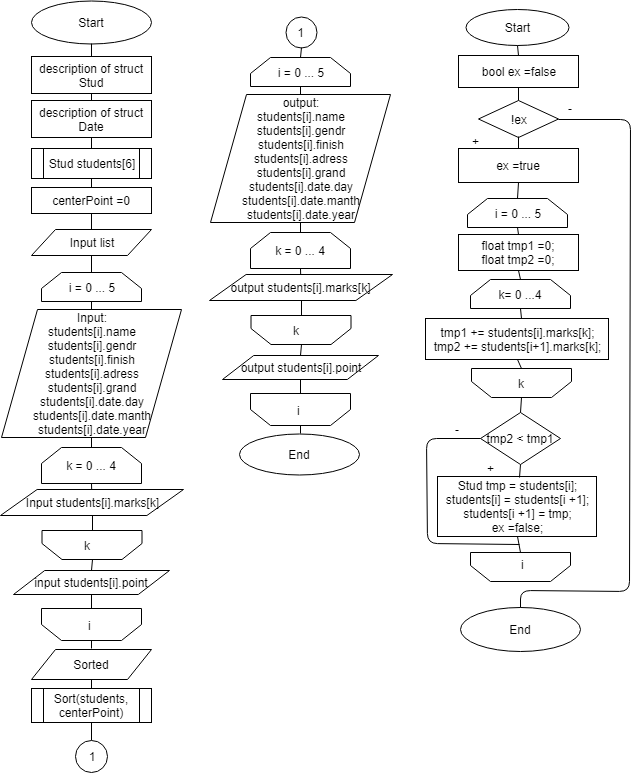 Start
description of struct
Stud
description of struct
Date
Stud students[6]
centerPoint =0
Input list
i = 0 ... 5
Input:
students[i].name
students[i].gendr
students[i].finish
students[i].adress
students[i].grand
students[i].date.day
students[i].date.manth
students[i].date.year
k = 0 ... 4
Input students[i].marks[k]
k
input students[i].point
i
Sorted
Sort(students,
centerPoint)
1
1
i = 0 ... 5
output:
students[i].name
students[i].gendr
students[i].finish
students[i].adress
students[i].grand
students[i].date.day
students[i].date.manth
students[i].date.year
k = 0 ... 4
output students[i].marks[k]
k
output students[i].point
i
End
Start
bool ex =false
-
!ex
+
ex =true
i = 0 ... 5
float tmp1 =0;
float tmp2 =0;
k= 0 ...4
tmp1 += students[i].marks[k];
tmp2 += students[i+1].marks[k];
k
-
tmp2 < tmp1
+
Stud tmp = students[i];
students[i] = students[i +1];
students[i +1] = tmp;
ex =false;
i
End